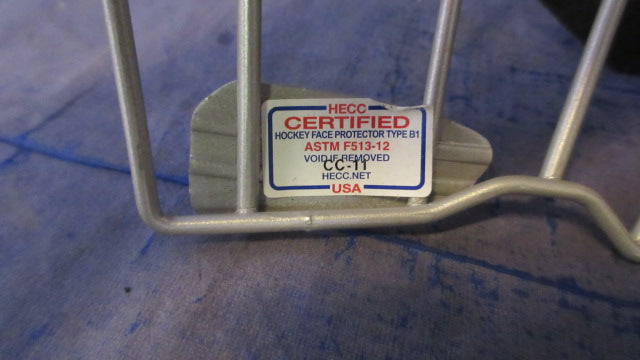 HECC
CERTIFIED
HOCKEY FACE PROTECTOR TYPE B1
ASTM F513-12
VOID IF REMOVED
CC-11
HECC.NET
USA